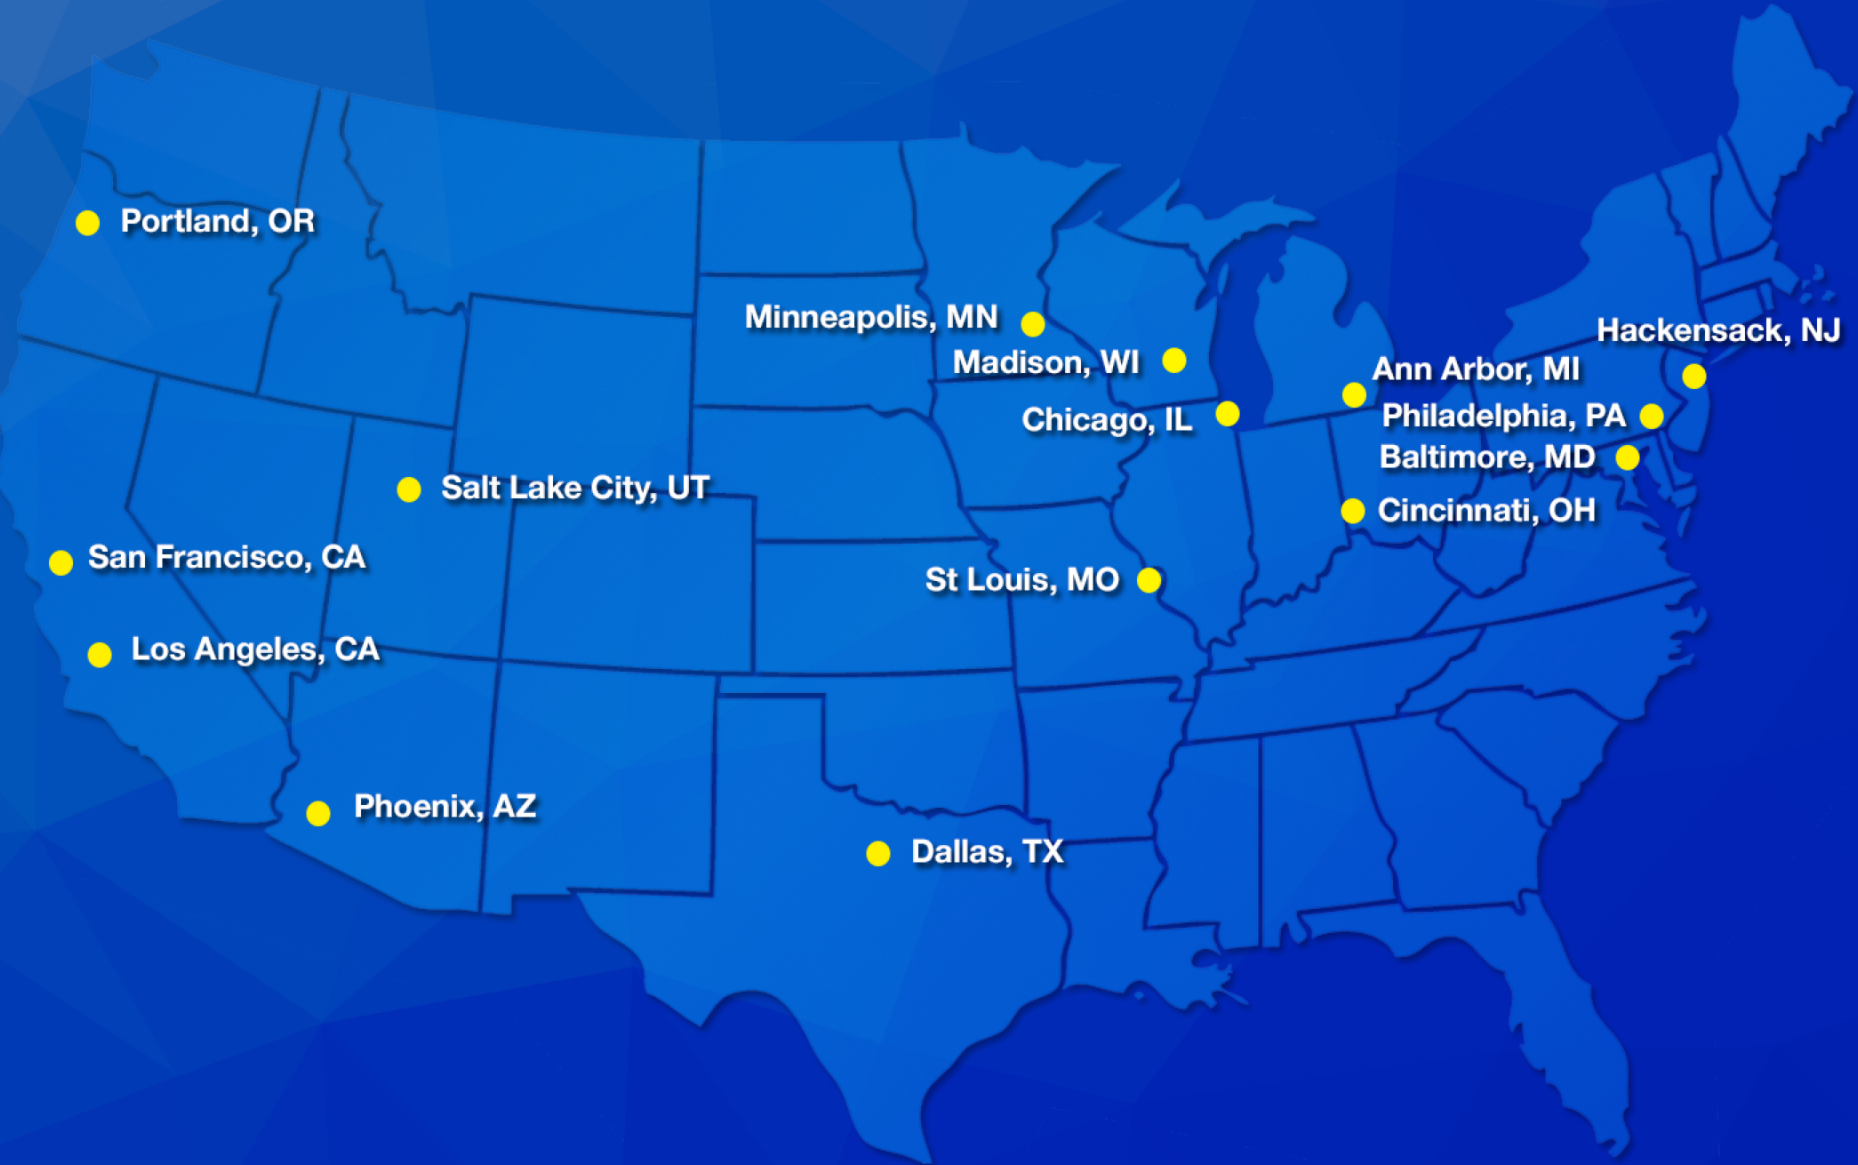 Portland, OR
Minneapolis, MN
Hackensack, NJ
Madison, WI
Ann Arbor, MI
Chicago, IL
Philadelphia, PA
Baltimore, MD
Salt Lake City, UT
Cincinnati, OH
San Francisco, CA
St Louis, MO
Los Angeles, CA
Phoenix, AZ
Dallas, TX